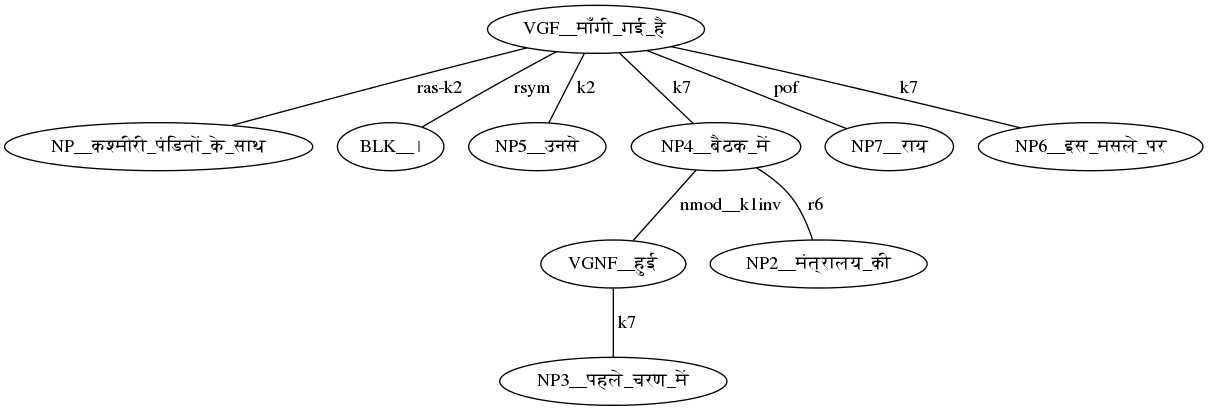 VGF__माँगी_गई_है
ras-k2 rsym k2 k7 pof k7
NP__कश्मीरी_पंडितों_के_साथ BLK__। NP5__उनसे NP4__बैठक_में NP7__राय NP6__इस_मसले_पर
nmod__k1inv r6
VGNF__हुई NP2__मंत्रालय_की
k7
NP3__पहले_चरण_में